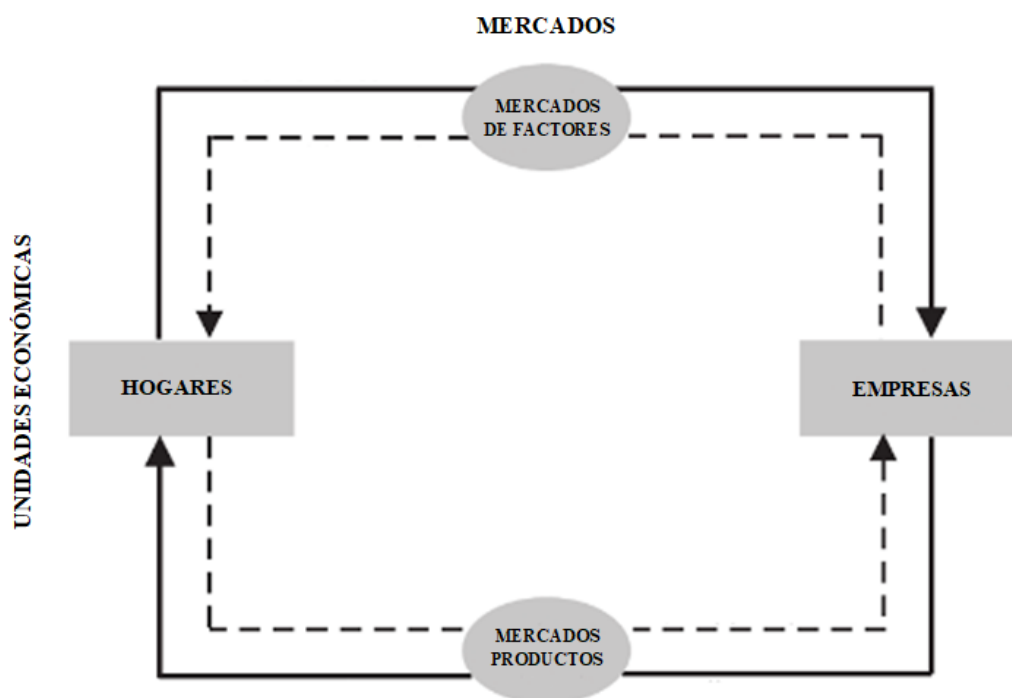 MERCADOS
MERCADOS
DE FACTORES
UNIDADES ECONÓMICAS
HOGARES
EMPRESAS
MERCADOS
PRODUCTOS